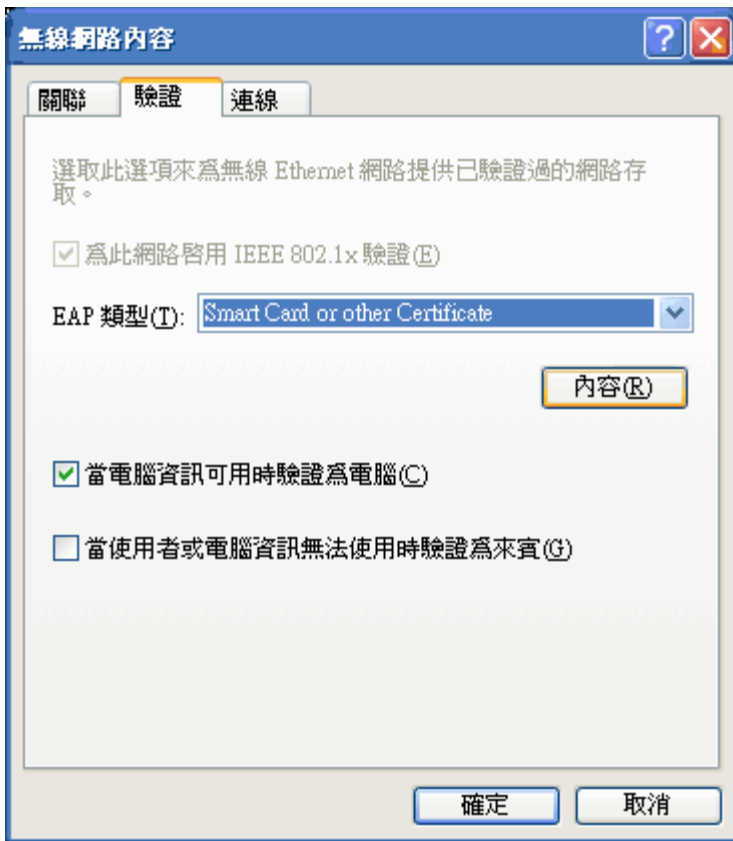 無線網路內容
關聯
驗證
連線
選取此選項來為無線 Ethernet 網路提供已驗證過的網路存
取。
為此網路啓用 IEEE 802.1x 驗證(E)
EAP 類型(T): Smart Card or other Certificate
內容(R)
當電腦資訊可用時驗證為電腦(C)
當使用者或電腦資訊無法使用時驗證為來賓(G)
確定
取消